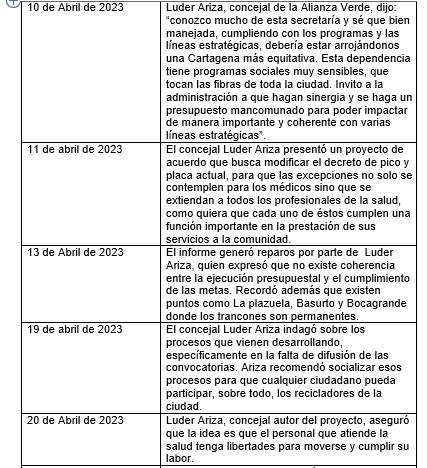 10 de Abril de 2023
Luder Ariza, concejal de la Alianza Verde, dijo:
“conozco mucho de esta secretaría y sé que bien
manejada, cumpliendo con los programas y las
líneas estratégicas, debería estar arrojándonos
una Cartagena más equitativa. Esta dependencia
tiene programas sociales muy sensibles, que
tocan las fibras de toda la ciudad. Invito a la
administración a que hagan sinergia y se haga un
presupuesto mancomunado para poder impactar
de manera importante y coherente con varias
líneas estratégicas”.
11 de abril de 2023
El concejal Luder Ariza presentó un proyecto de
acuerdo que busca modificar el decreto de pico y
placa actual, para que las excepciones no solo se
contemplen para los médicos sino que se
extiendan a todos los profesionales de la salud,
como quiera que cada uno de éstos cumplen una
función importante en la prestación de sus
servicios a la comunidad.
13 de Abril de 2023
El informe generó reparos por parte de Luder
Ariza, quien expresó que no existe coherencia
entre la ejecución presupuestal y el cumplimiento
de las metas. Recordó además que existen
puntos como La plazuela, Basurto y Bocagrande
donde los trancones son permanentes.
19 de abril de 2023
El concejal Luder Ariza indagó sobre los
procesos que vienen desarrollando,
específicamente en la falta de difusión de las
convocatorias. Ariza recomendó socializar esos
procesos para que cualquier ciudadano pueda
participar, sobre todo, los recicladores de la
ciudad.
20 de Abril de 2023
Luder Ariza, concejal autor del proyecto, aseguró
que la idea es que el personal que atiende la
salud tenga libertades para moverse y cumplir su
labor.